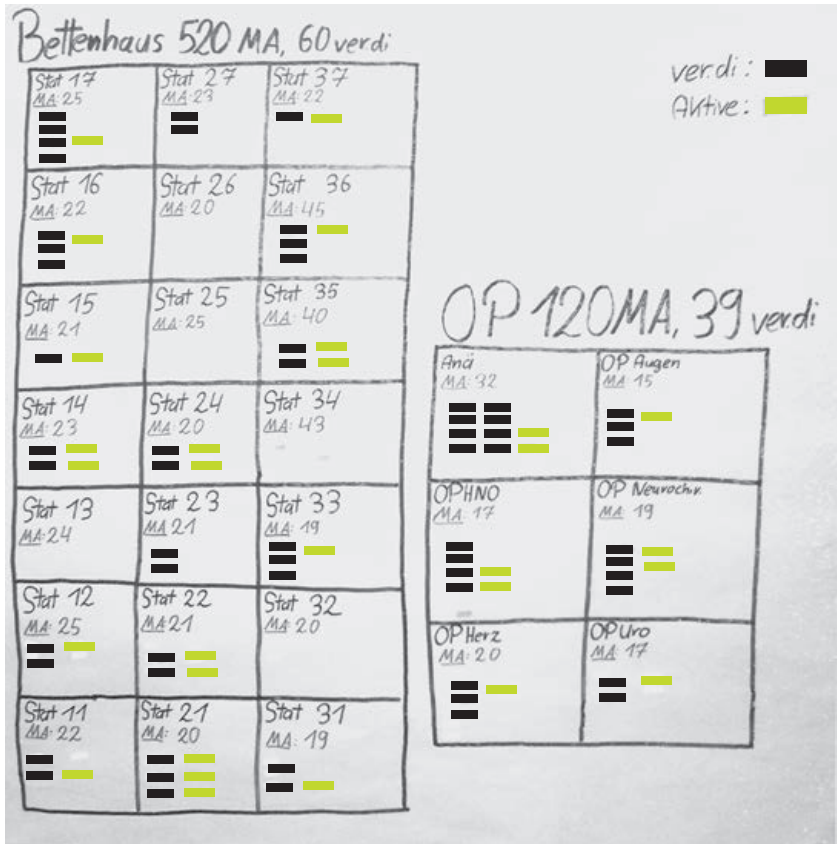 Bettenhaus 520 MA, 60 verdi
ver.di:
Aktive:
Stat 17
MA: 25
Stat 27
MA: 23
Stat 37
MA: 22
Stat 16
MA: 22
Stat 26
MA: 20
Stat 36
MA: 45
Stat 15
MA: 21
Stat 25
MA: 25
Stat 35
MA: 40
Stat 14
MA: 23
Stat 24
MA: 20
Stat 34
MA: 43
Stat 13
MA: 24
Stat 23
MA 21
Stat 33
MA: 19
Stat 12
MA: 25
Stat 22
MA: 21
Stat 32
MA: 20
Stat 11
MA: 22
Stat 21
MA: 20
Stat 31
MA: 19
OP 120 MA, 39 ver.di
Anä
MA: 32
OP Augen
MA 15
OP HNO
MA: 17
OP Neurochir.
MA: 19
OP Herz
MA: 20
OP Uro
MA: 17